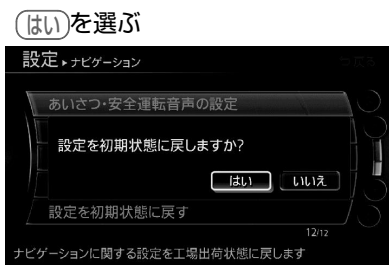 はいを選ぶ
設定▸ナビゲーション
戻る
あいさつ・安全運転音声の設定
設定を初期状態に戻しますか?
はい いいえ
設定を初期状態に戻す
12/12
ナビゲーションに関する設定を工場出荷状態に戻します